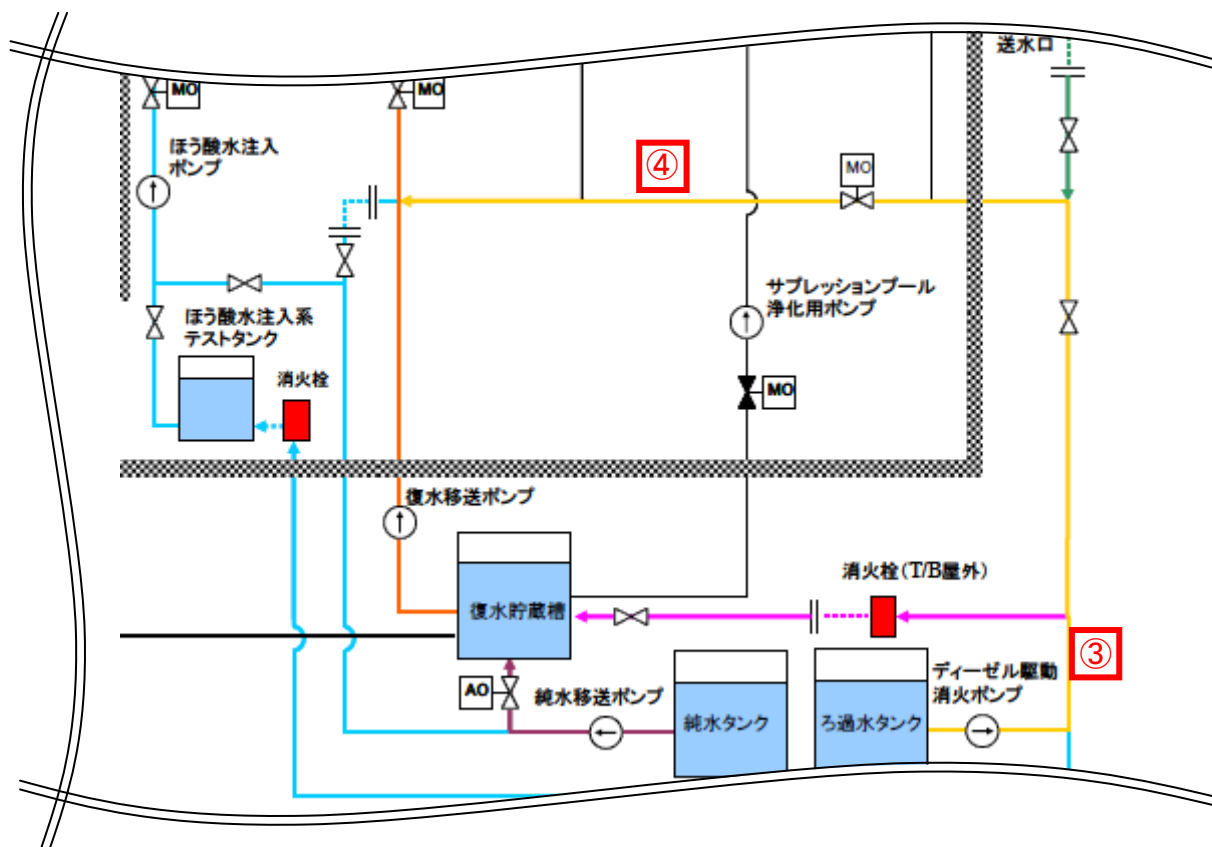 送水口
MO
MO
ほう酸水注入
ポンプ
④
MO
サプレッションプール
浄化用ポンプ
ほう酸水注入系
テストタンク
消火栓
MO
復水移送ポンプ
消火栓(T/B屋外)
復水貯蔵槽
③
AO
純水移送ポンプ
ディーゼル駆動
消火ポンプ
純水タンク
ろ過水タンク